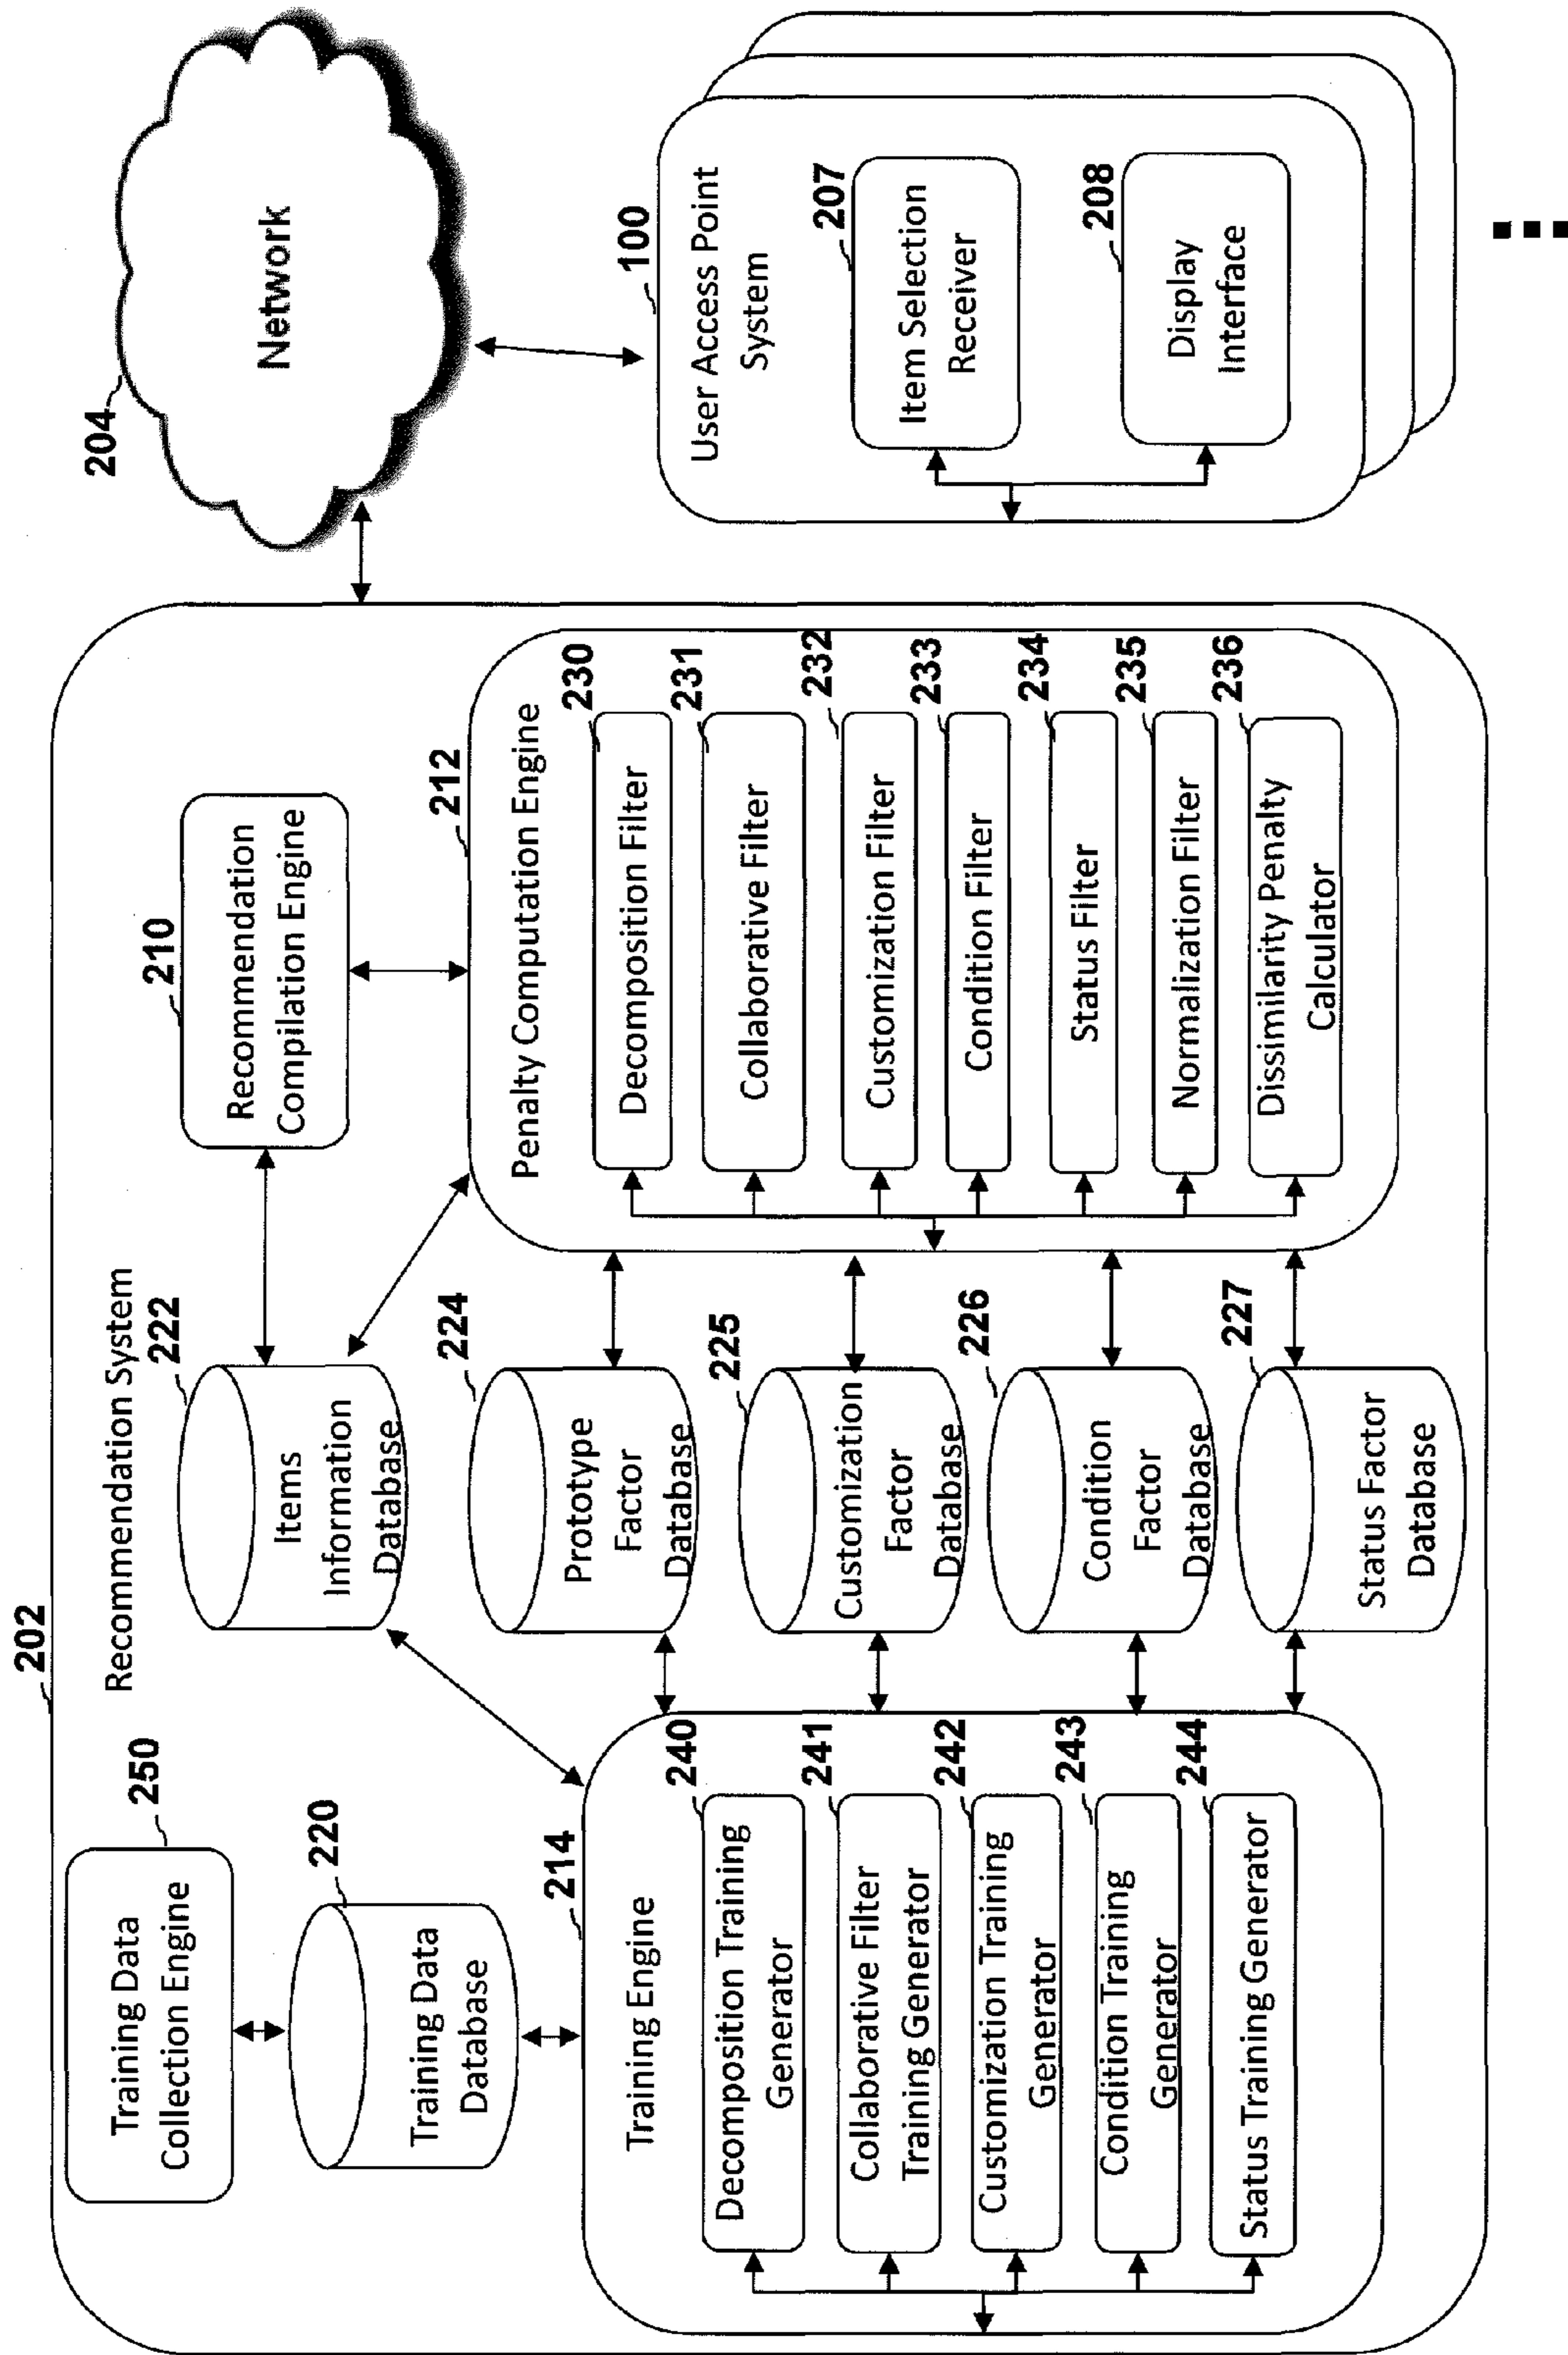 202
Recommendation System
250
Training Data
Collection Engine
220
Training Data
Database
214
Training Engine
240
Decomposition Training
Generator
241
Collaborative Filter
Training Generator
242
Customization Training
Generator
243
Condition Training
Generator
244
Status Training Generator
222
Items
Information
Database
224
Prototype
Factor
Database
225
Customization
Factor
Database
226
Condition
Factor
Database
227
Status Factor
Database
210
Recommendation
Compilation Engine
212
Penalty Computation Engine
230
Decomposition Filter
231
Collaborative Filter
232
Customization Filter
233
Condition Filter
234
Status Filter
235
Normalization Filter
236
Dissimilarity Penalty
Calculator
204
Network
100
User Access Point
System
207
Item Selection
Receiver
208
Display
Interface